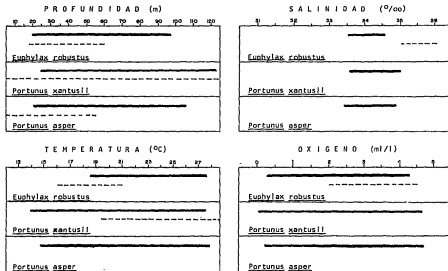 PROFUNDIDAD (m)
10 20 30 40 50 60 70 80 90 100 110 120
Euphylax robustus
Portunus xantusii
Portunus asper
SALINIDAD (º/oo)
31 32 33 34 35 36
Euphylax robustus
Portunus xantusii
Portunus asper
TEMPERATURA (ºC)
13 15 17 19 21 23 25 27
Euphylax robustus
Portunus xantusii
Portunus asper
OXIGENO (ml/l)
0 1 2 3 4 5
Euphylax robustus
Portunus xantusii
Portunus asper